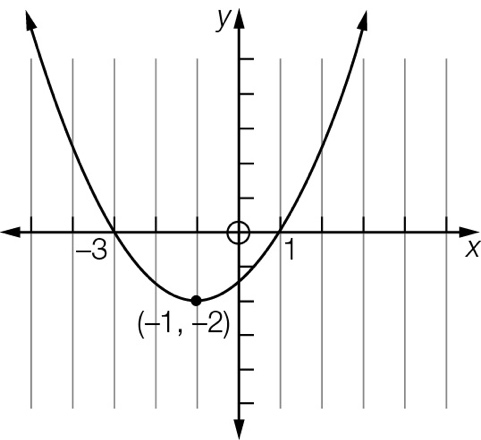 y
x
–3
1
(–1, –2)